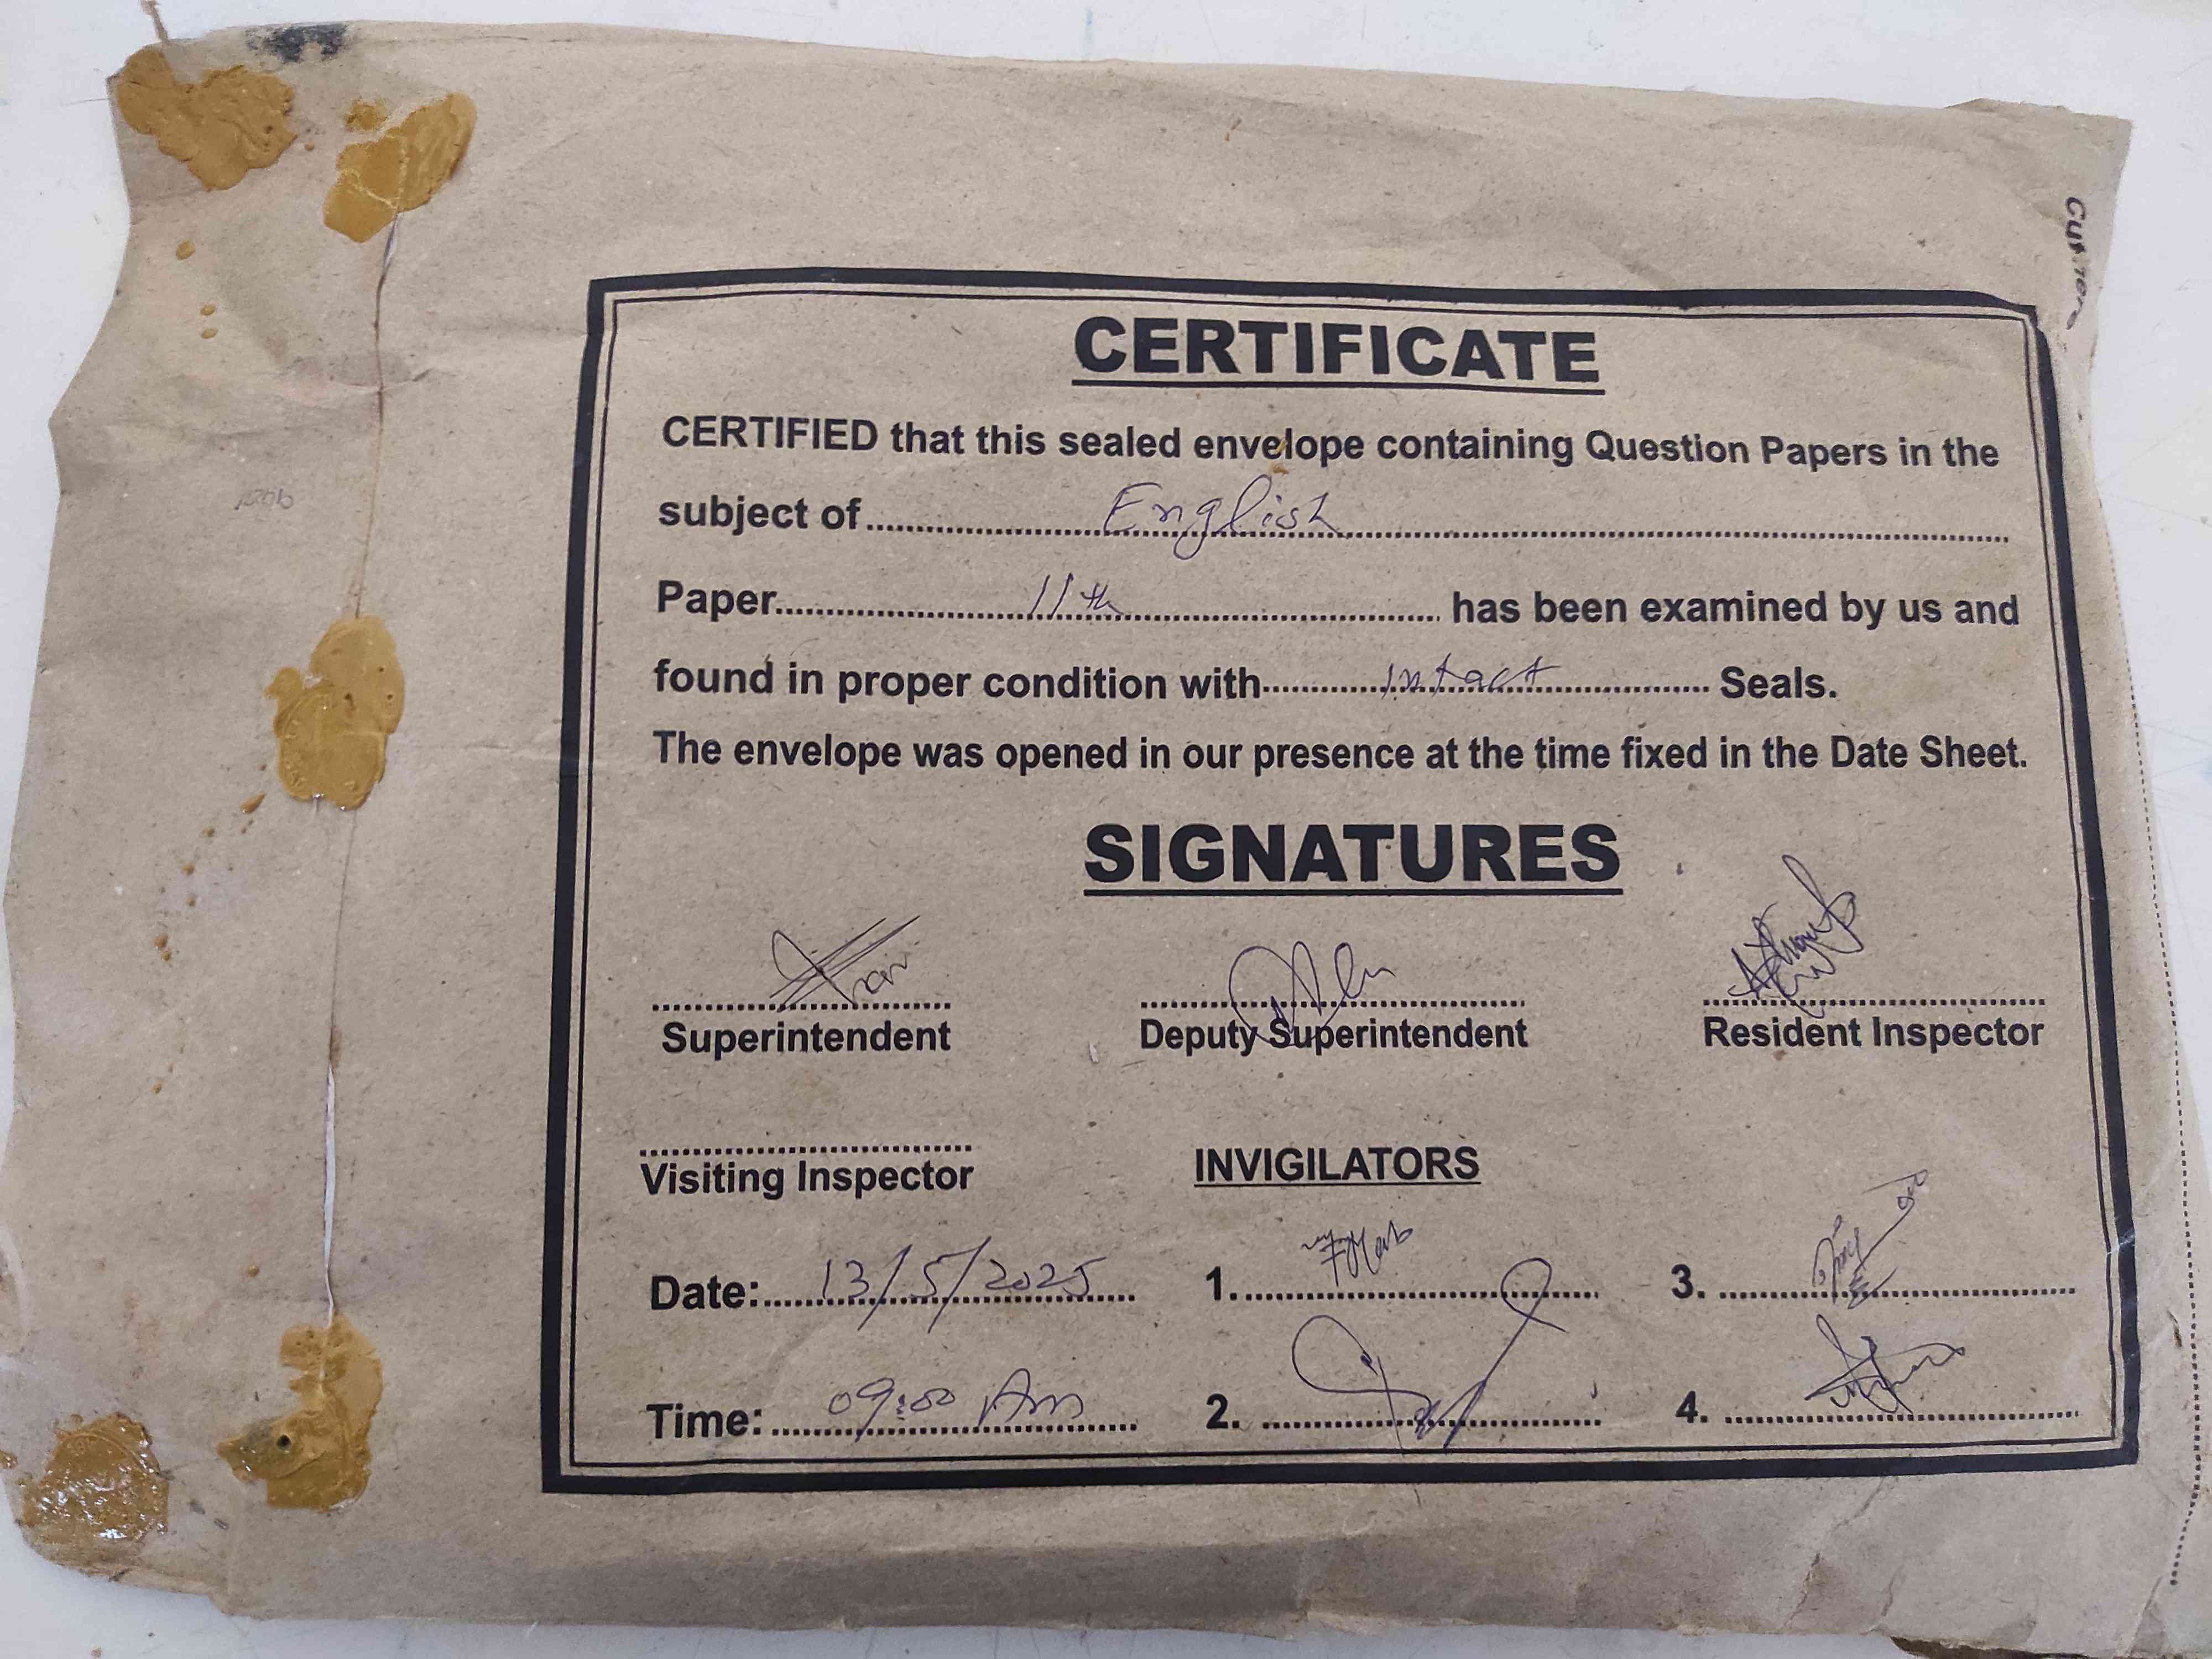 Cut here
CERTIFICATE
CERTIFIED that this sealed envelope containing Question Papers in the
subject of.......... English ..........
Paper.......... 11th .......... has been examined by us and
found in proper condition with.......... Intact .......... Seals.
The envelope was opened in our presence at the time fixed in the Date Sheet.
SIGNATURES
Superintendent Deputy Superintendent Resident Inspector
Visiting Inspector INVIGILATORS
Date: 13/5/2025 1. 3.
Time: 09:00 Am 2. 4.